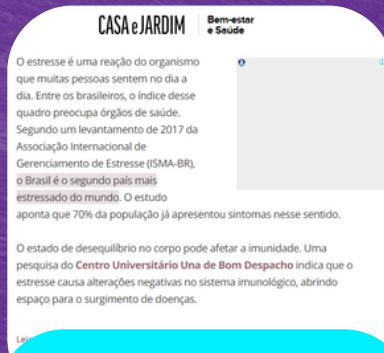 CASA e JARDIM
Bem-estar
e Saúde
O estresse é uma reação do organismo
que muitas pessoas sentem no dia a
dia. Entre os brasileiros, o índice desse
quadro preocupa órgãos de saúde.
Segundo um levantamento de 2017 da
Associação Internacional de
Gerenciamento de Estresse (ISMA-BR),
o Brasil é o segundo país mais
estressado do mundo. O estudo
aponta que 70% da população já apresentou sintomas nesse sentido.
O estado de desequilíbrio no corpo pode afetar a imunidade. Uma
pesquisa do Centro Universitário Una de Bom Despacho indica que o
estresse causa alterações negativas no sistema imunológico, abrindo
espaço para o surgimento de doenças.